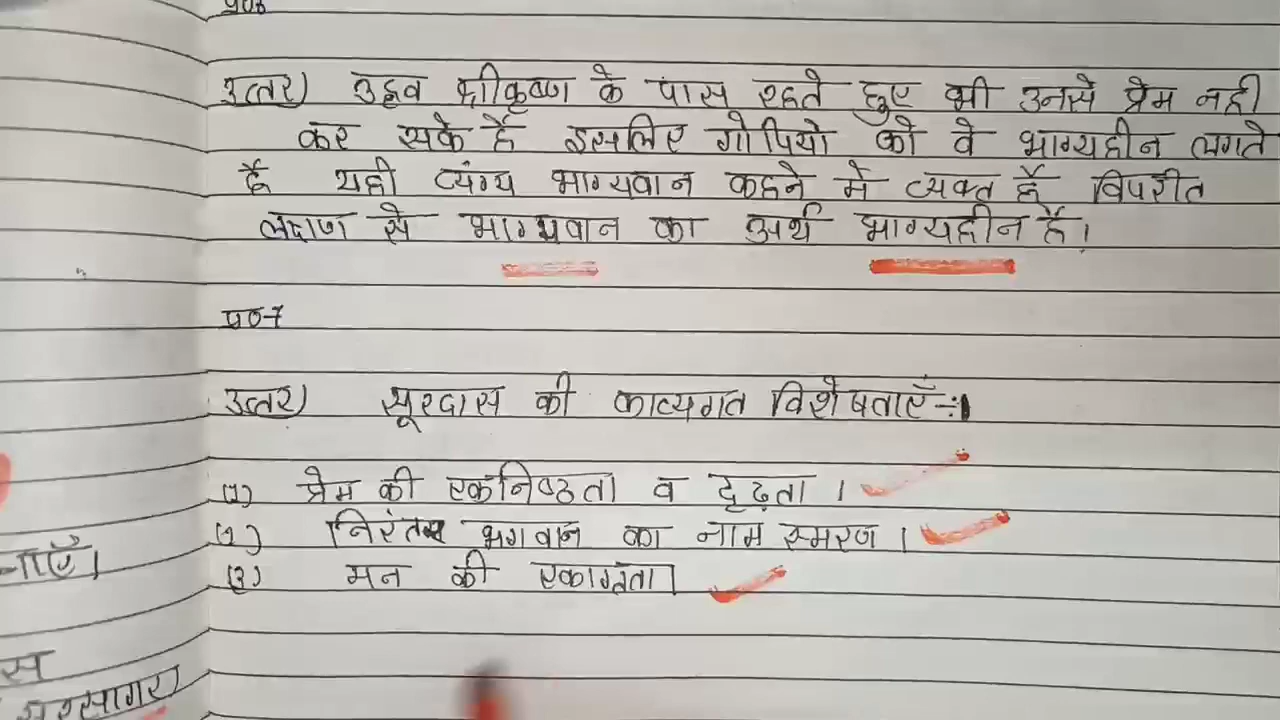 उत्तर) उद्धव श्रीकृष्ण के पास रहते हुए भी उनसे प्रेम नही
कर सके हैं इसलिए गोपियो को वे भाग्यहीन लगते
हैं यही व्यंग्य भाग्यवान कहने मे व्यक्त हैं विपरीत
लक्षण से भाग्यवान का अर्थ भाग्यहीन हैं।
प्र०-7
उत्तर) सूरदास की काव्यगत विशेषताएँ-:
(1) प्रेम की एकनिष्ठता व दृढ़ता।
(2) निरंतर भगवान का नाम स्मरण।
(3) मन की एकाग्रता।